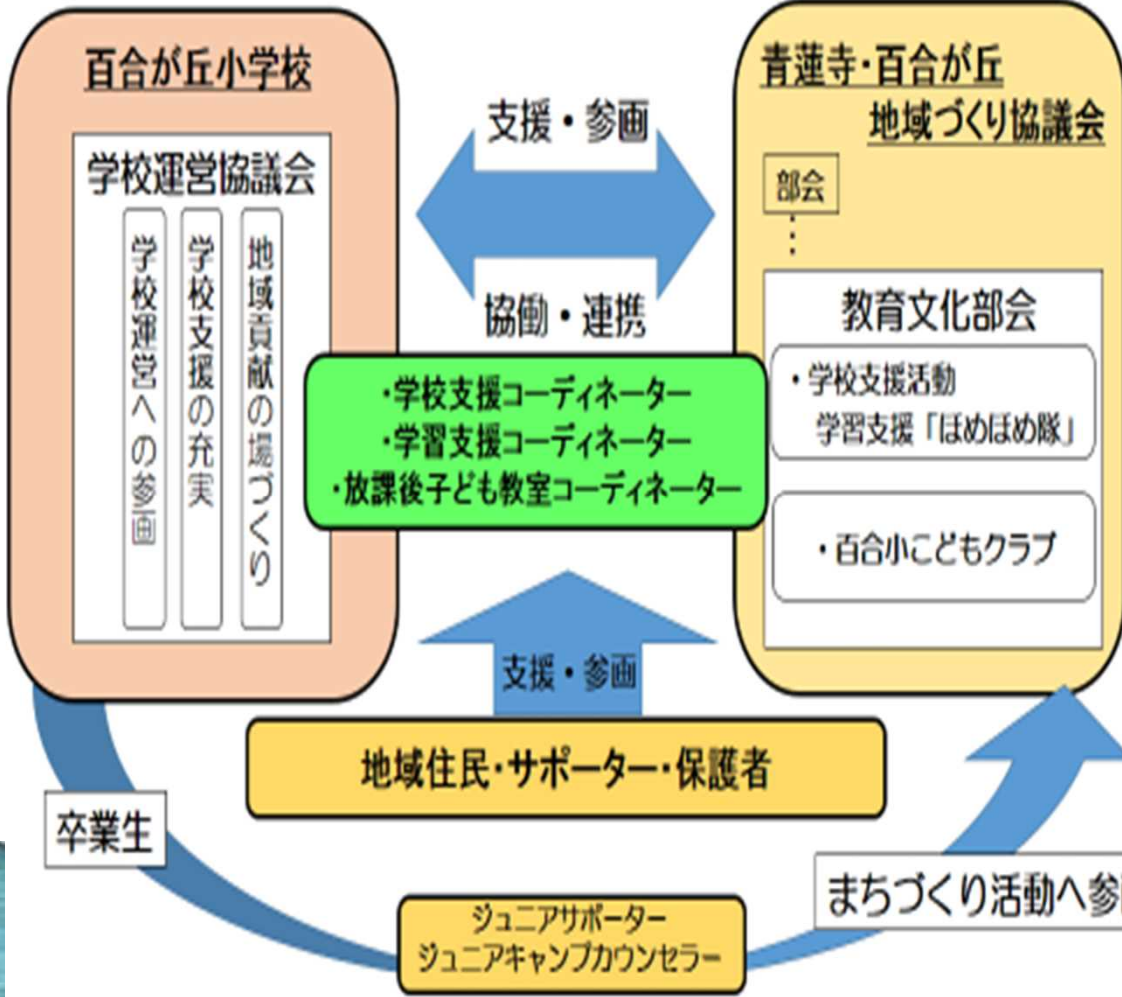 百合が丘小学校
学校運営協議会
地域貢献の場づくり
学校支援の充実
学校運営への参画
支援・参画
協働・連携
青蓮寺・百合が丘
地域づくり協議会
部会
教育文化部会
・学校支援活動
学習支援「ほめほめ隊」
・百合小こどもクラブ
・学校支援コーディネーター
・学習支援コーディネーター
・放課後子ども教室コーディネーター
支援・参画
地域住民・サポーター・保護者
卒業生
ジュニアサポーター
ジュニアキャンプカウンセラー
まちづくり活動へ参